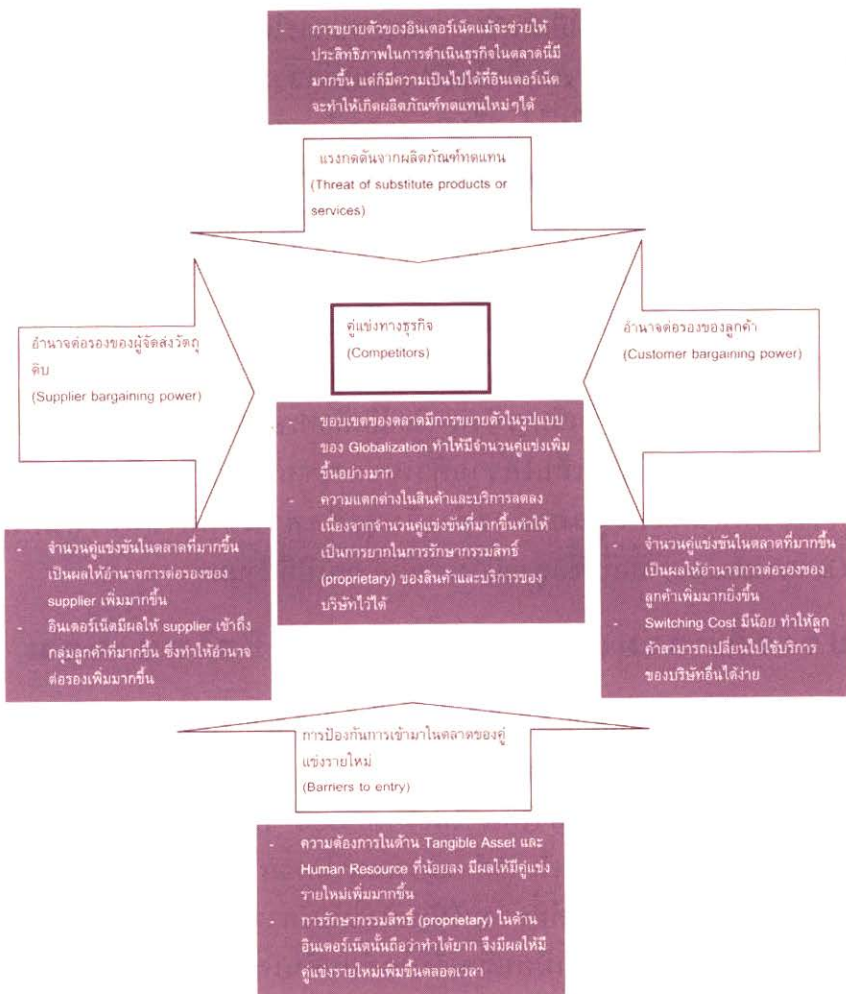 - การขยายตัวของอินเตอร์เน็ตแม้จะช่วยให้
ประสิทธิภาพในการดำเนินธุรกิจในตลาดนี้มี
มากขึ้น แต่ก็มีความเป็นไปได้ที่อินเตอร์เน็ต
จะทำให้เกิดผลิตภัณฑ์ทดแทนใหม่ๆได้
แรงกดดันจากผลิตภัณฑ์ทดแทน
(Threat of substitute products or
services)
อำนาจต่อรองของผู้จัดส่งวัตถุ
ดิบ
(Supplier bargaining power)
คู่แข่งทางธุรกิจ
(Competitors)
อำนาจต่อรองของลูกค้า
(Customer bargaining power)
- ขอบเขตของตลาดมีการขยายตัวในรูปแบบ
ของ Globalization ทำให้มีจำนวนคู่แข่งเพิ่ม
ขึ้นอย่างมาก
- ความแตกต่างในสินค้าและบริการลดลง
เนื่องจากจำนวนคู่แข่งขันที่มากขึ้นทำให้
เป็นการยากในการรักษากรรมสิทธิ์
(proprietary) ของสินค้าและบริการของ
บริษัทไว้ได้
- จำนวนคู่แข่งขันในตลาดที่มากขึ้น
เป็นผลให้อำนาจการต่อรองของ
supplier เพิ่มมากขึ้น
- อินเตอร์เน็ตมีผลให้ supplier เข้าถึง
กลุ่มลูกค้าที่มากขึ้น ซึ่งทำให้อำนาจ
ต่อรองเพิ่มมากขึ้น
- จำนวนคู่แข่งขันในตลาดที่มากขึ้น
เป็นผลให้อำนาจการต่อรองของ
ลูกค้าเพิ่มมากยิ่งขึ้น
- Switching Cost มีน้อย ทำให้ลูก
ค้าสามารถเปลี่ยนไปใช้บริการ
ของบริษัทอื่นได้ง่าย
การป้องกันการเข้ามาในตลาดของคู่
แข่งรายใหม่
(Barriers to entry)
- ความต้องการในด้าน Tangible Asset และ
Human Resource ที่น้อยลง มีผลให้มีคู่แข่ง
รายใหม่เพิ่มมากขึ้น
- การรักษากรรมสิทธิ์ (proprietary) ในด้าน
อินเตอร์เน็ตนั้นถือว่าทำได้ยาก จึงมีผลให้มี
คู่แข่งรายใหม่เพิ่มขึ้นตลอดเวลา